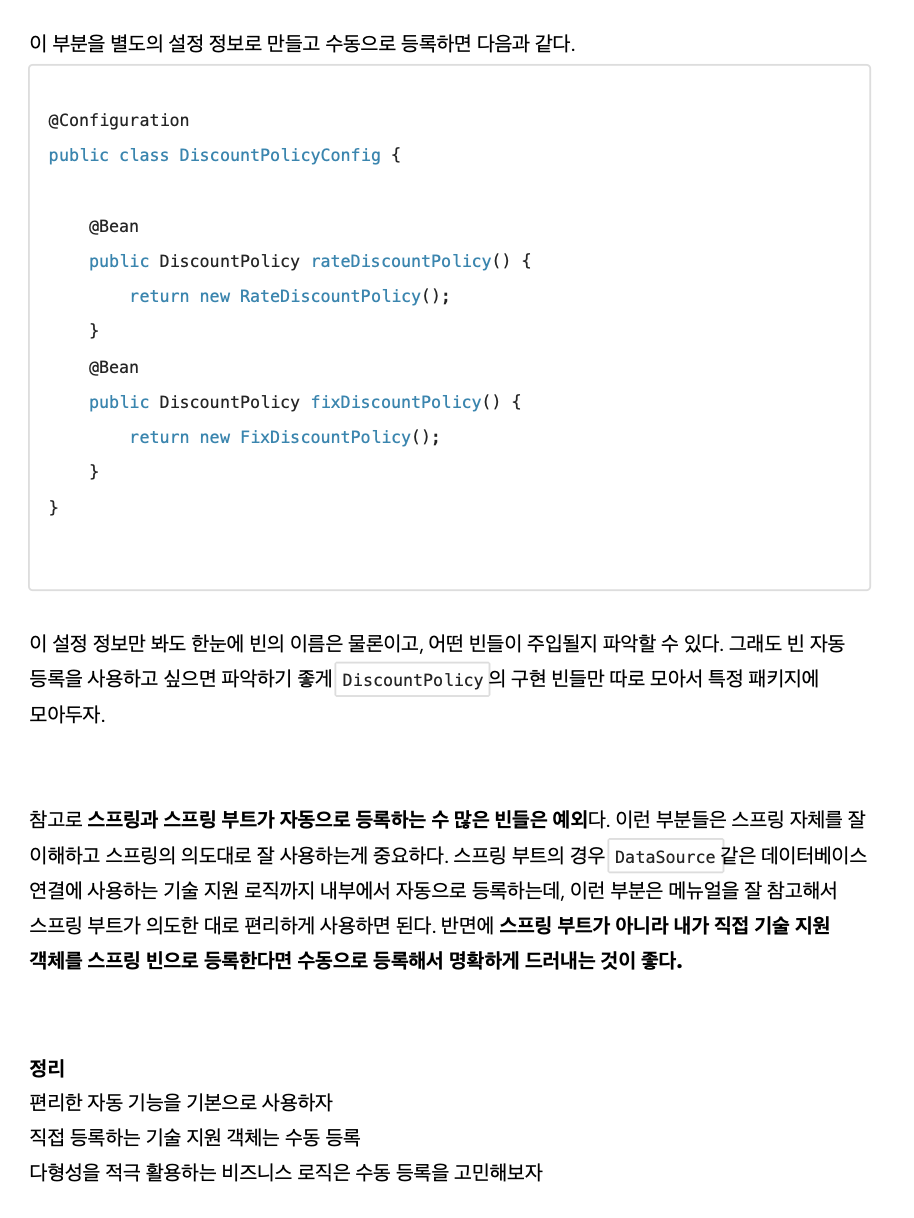 이 부분을 별도의 설정 정보로 만들고 수동으로 등록하면 다음과 같다.
@Configuration
public class DiscountPolicyConfig {
@Bean
public DiscountPolicy rateDiscountPolicy() {
return new RateDiscountPolicy();
}
@Bean
public DiscountPolicy fixDiscountPolicy() {
return new FixDiscountPolicy();
}
}
이 설정 정보만 봐도 한눈에 빈의 이름은 물론이고, 어떤 빈들이 주입될지 파악할 수 있다. 그래도 빈 자동
등록을 사용하고 싶으면 파악하기 좋게 DiscountPolicy의 구현 빈들만 따로 모아서 특정 패키지에
모아두자.
참고로 스프링과 스프링 부트가 자동으로 등록하는 수 많은 빈들은 예외다. 이런 부분들은 스프링 자체를 잘
이해하고 스프링의 의도대로 잘 사용하는게 중요하다. 스프링 부트의 경우 DataSource 같은 데이터베이스
연결에 사용하는 기술 지원 로직까지 내부에서 자동으로 등록하는데, 이런 부분은 메뉴얼을 잘 참고해서
스프링 부트가 의도한 대로 편리하게 사용하면 된다. 반면에 스프링 부트가 아니라 내가 직접 기술 지원
객체를 스프링 빈으로 등록한다면 수동으로 등록해서 명확하게 드러내는 것이 좋다.
정리
편리한 자동 기능을 기본으로 사용하자
직접 등록하는 기술 지원 객체는 수동 등록
다형성을 적극 활용하는 비즈니스 로직은 수동 등록을 고민해보자